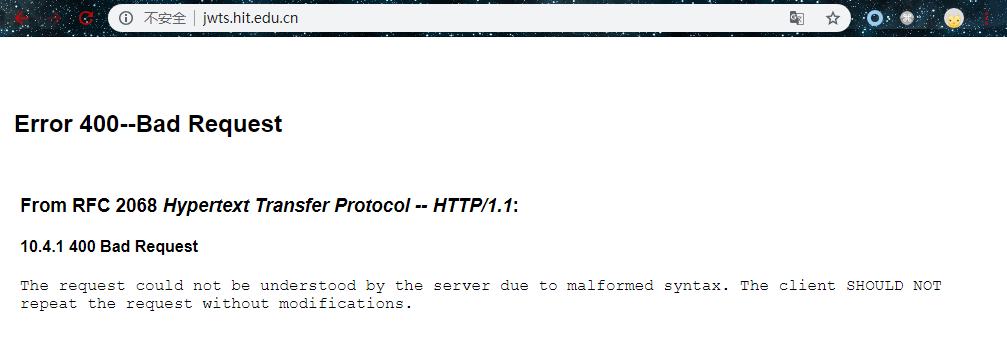 不安全 | jwts.hit.edu.cn
Error 400--Bad Request
From RFC 2068 Hypertext Transfer Protocol -- HTTP/1.1:
10.4.1 400 Bad Request
The request could not be understood by the server due to malformed syntax. The client SHOULD NOT
repeat the request without modifications.